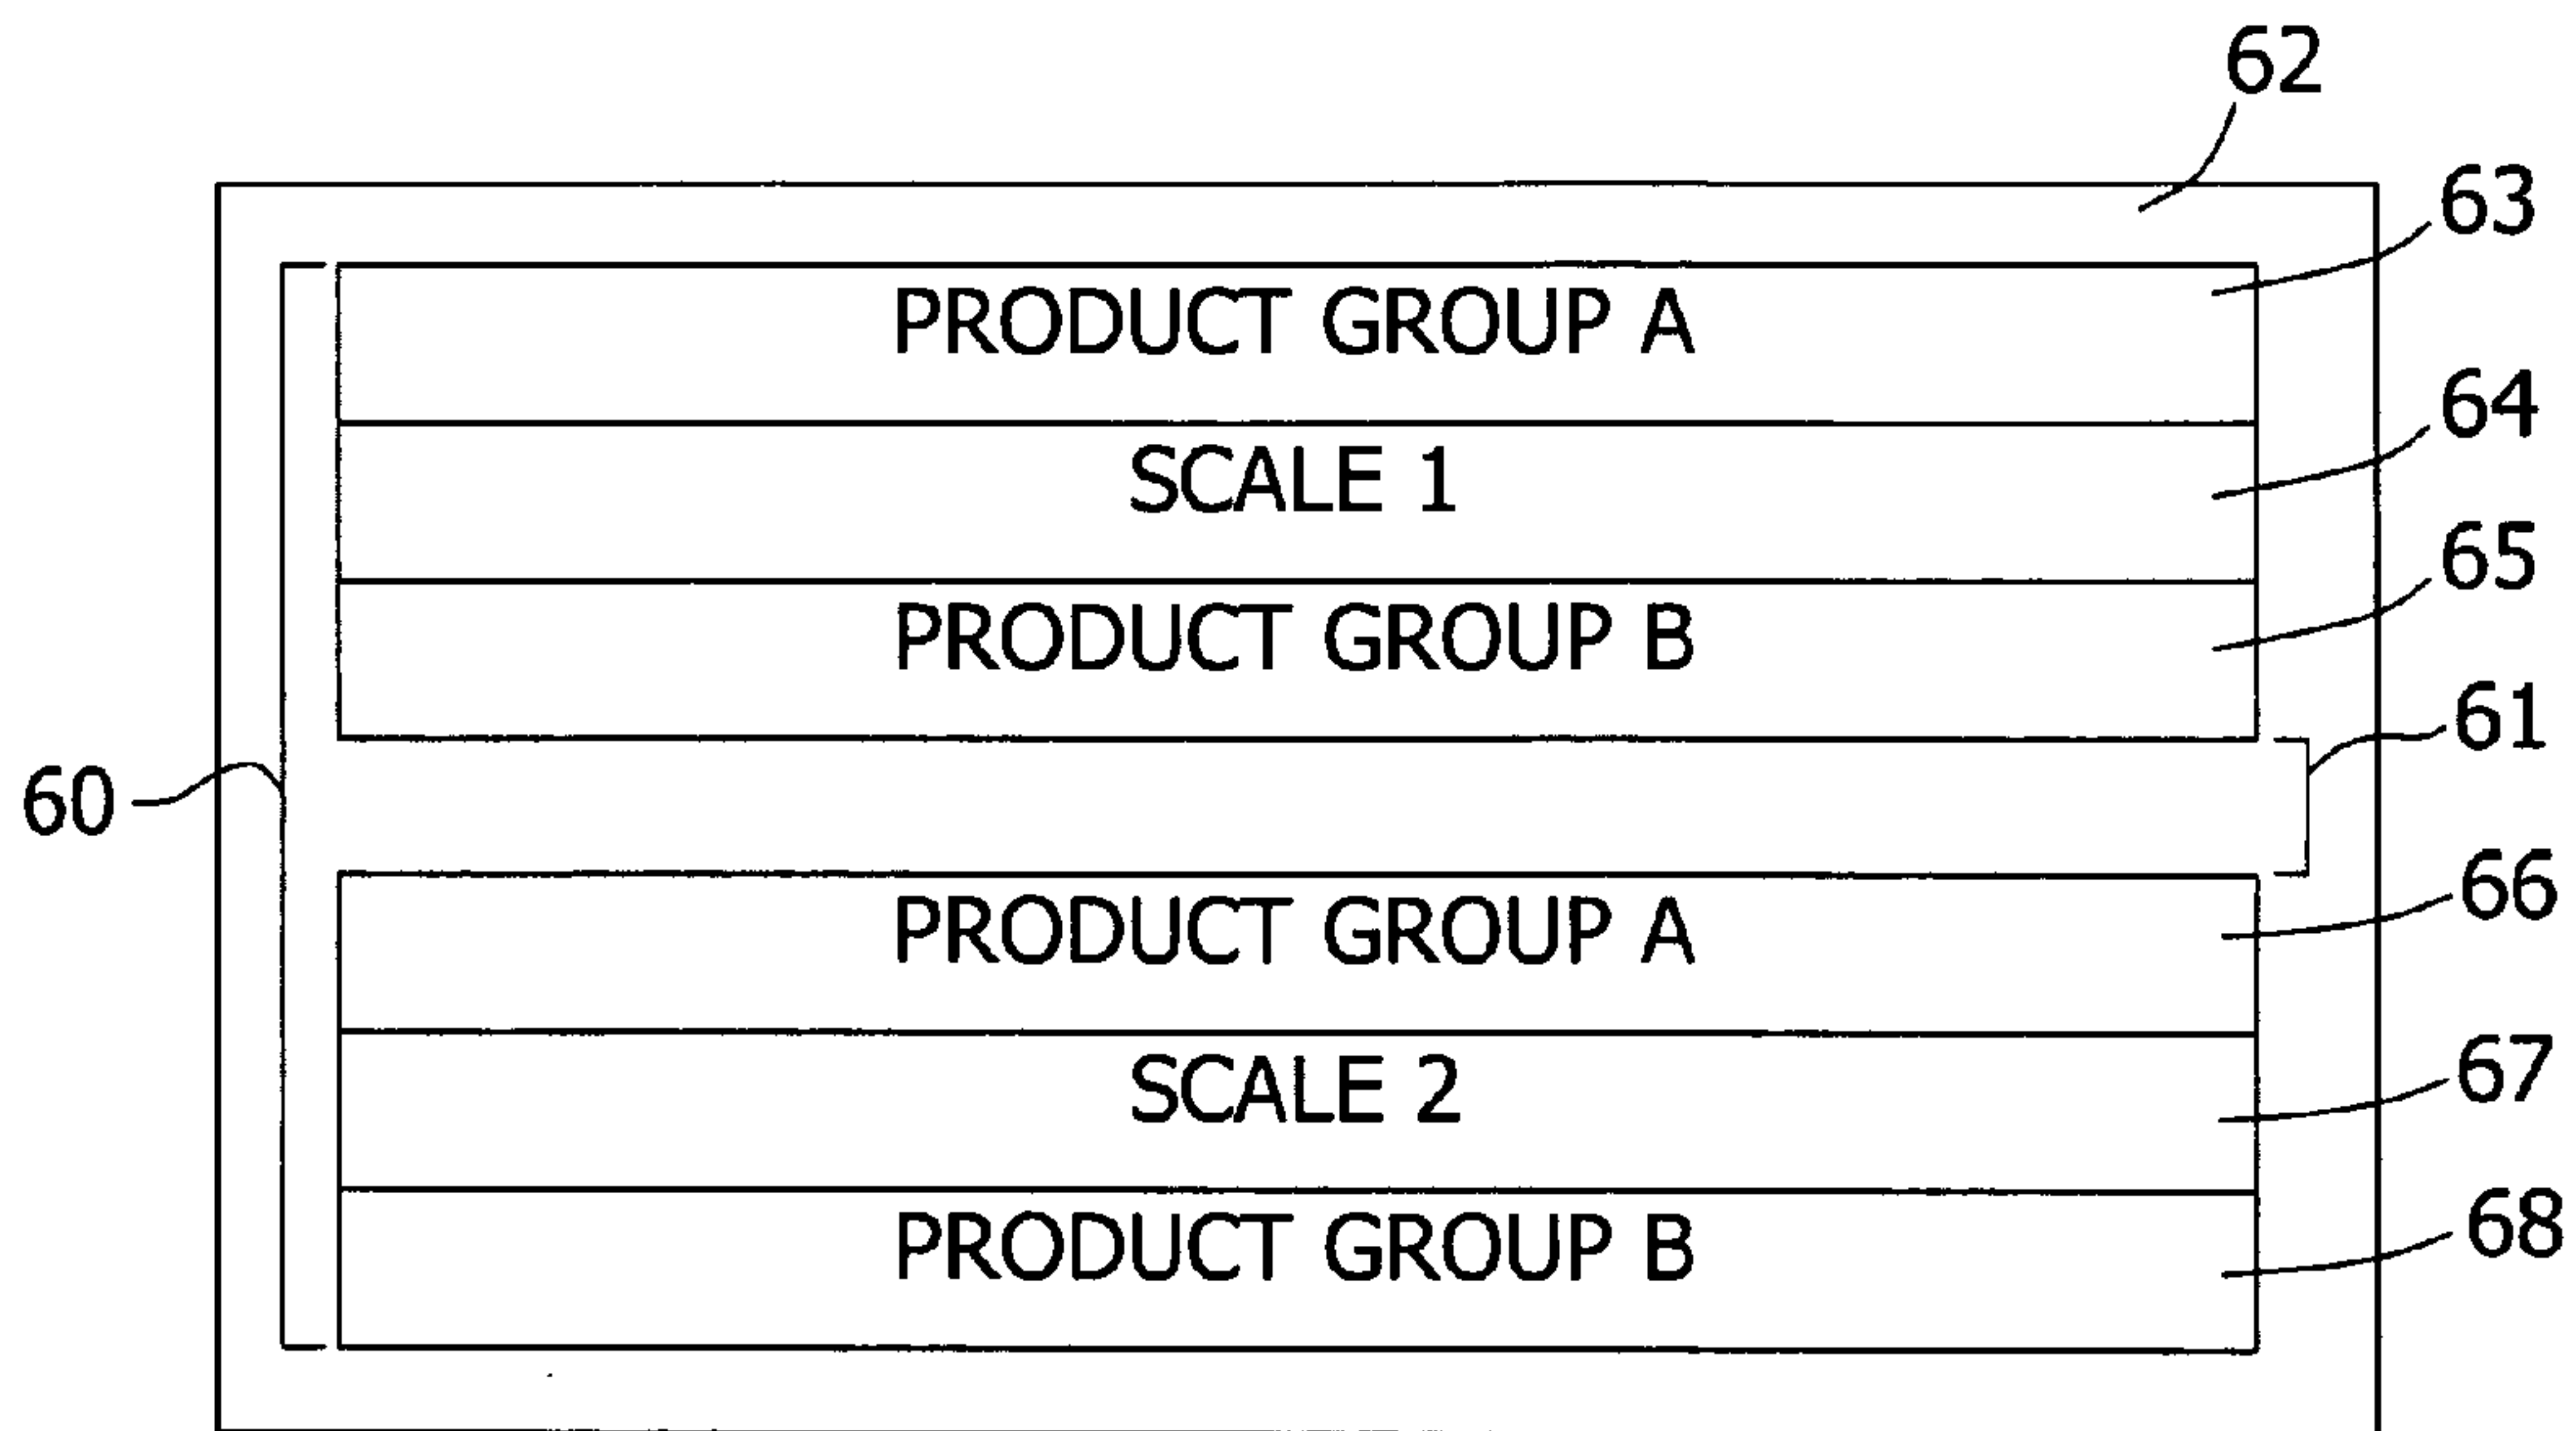 62
63
PRODUCT GROUP A
64
SCALE 1
65
PRODUCT GROUP B
61
60
66
PRODUCT GROUP A
67
SCALE 2
68
PRODUCT GROUP B